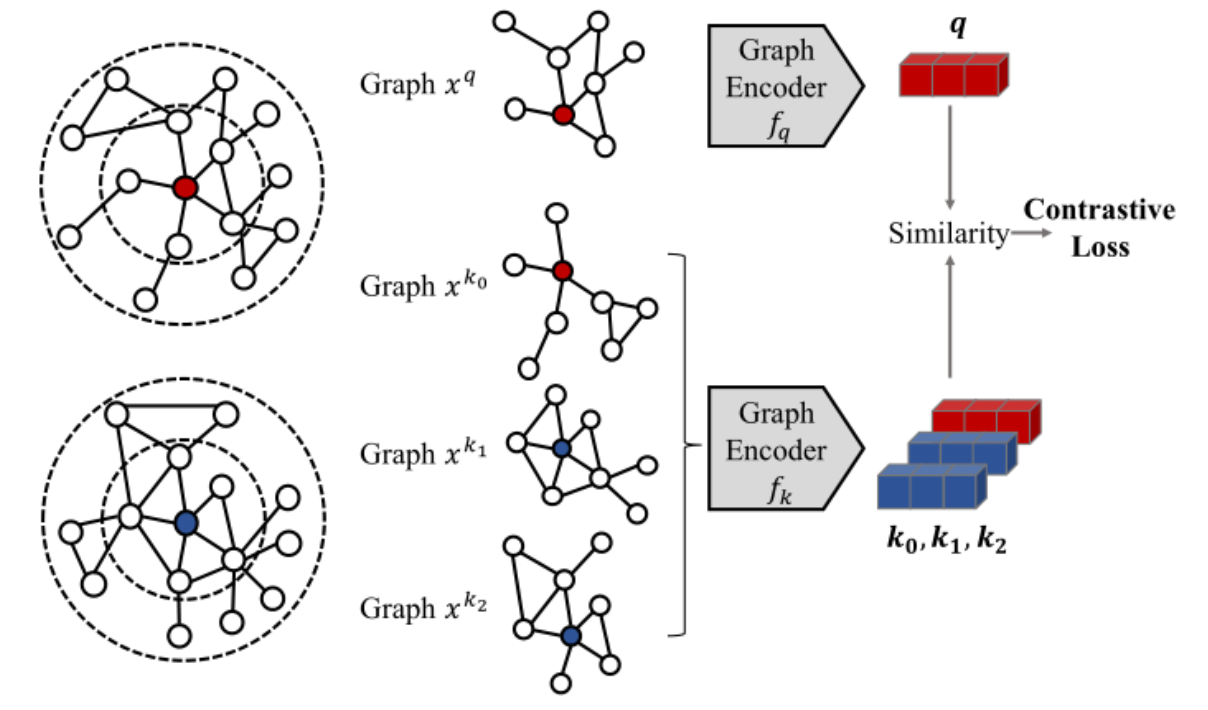 Graph x^q
Graph Encoder f_q
q
Similarity
Contrastive Loss
Graph x^{k_0}
Graph x^{k_1}
Graph x^{k_2}
Graph Encoder f_k
k_0, k_1, k_2